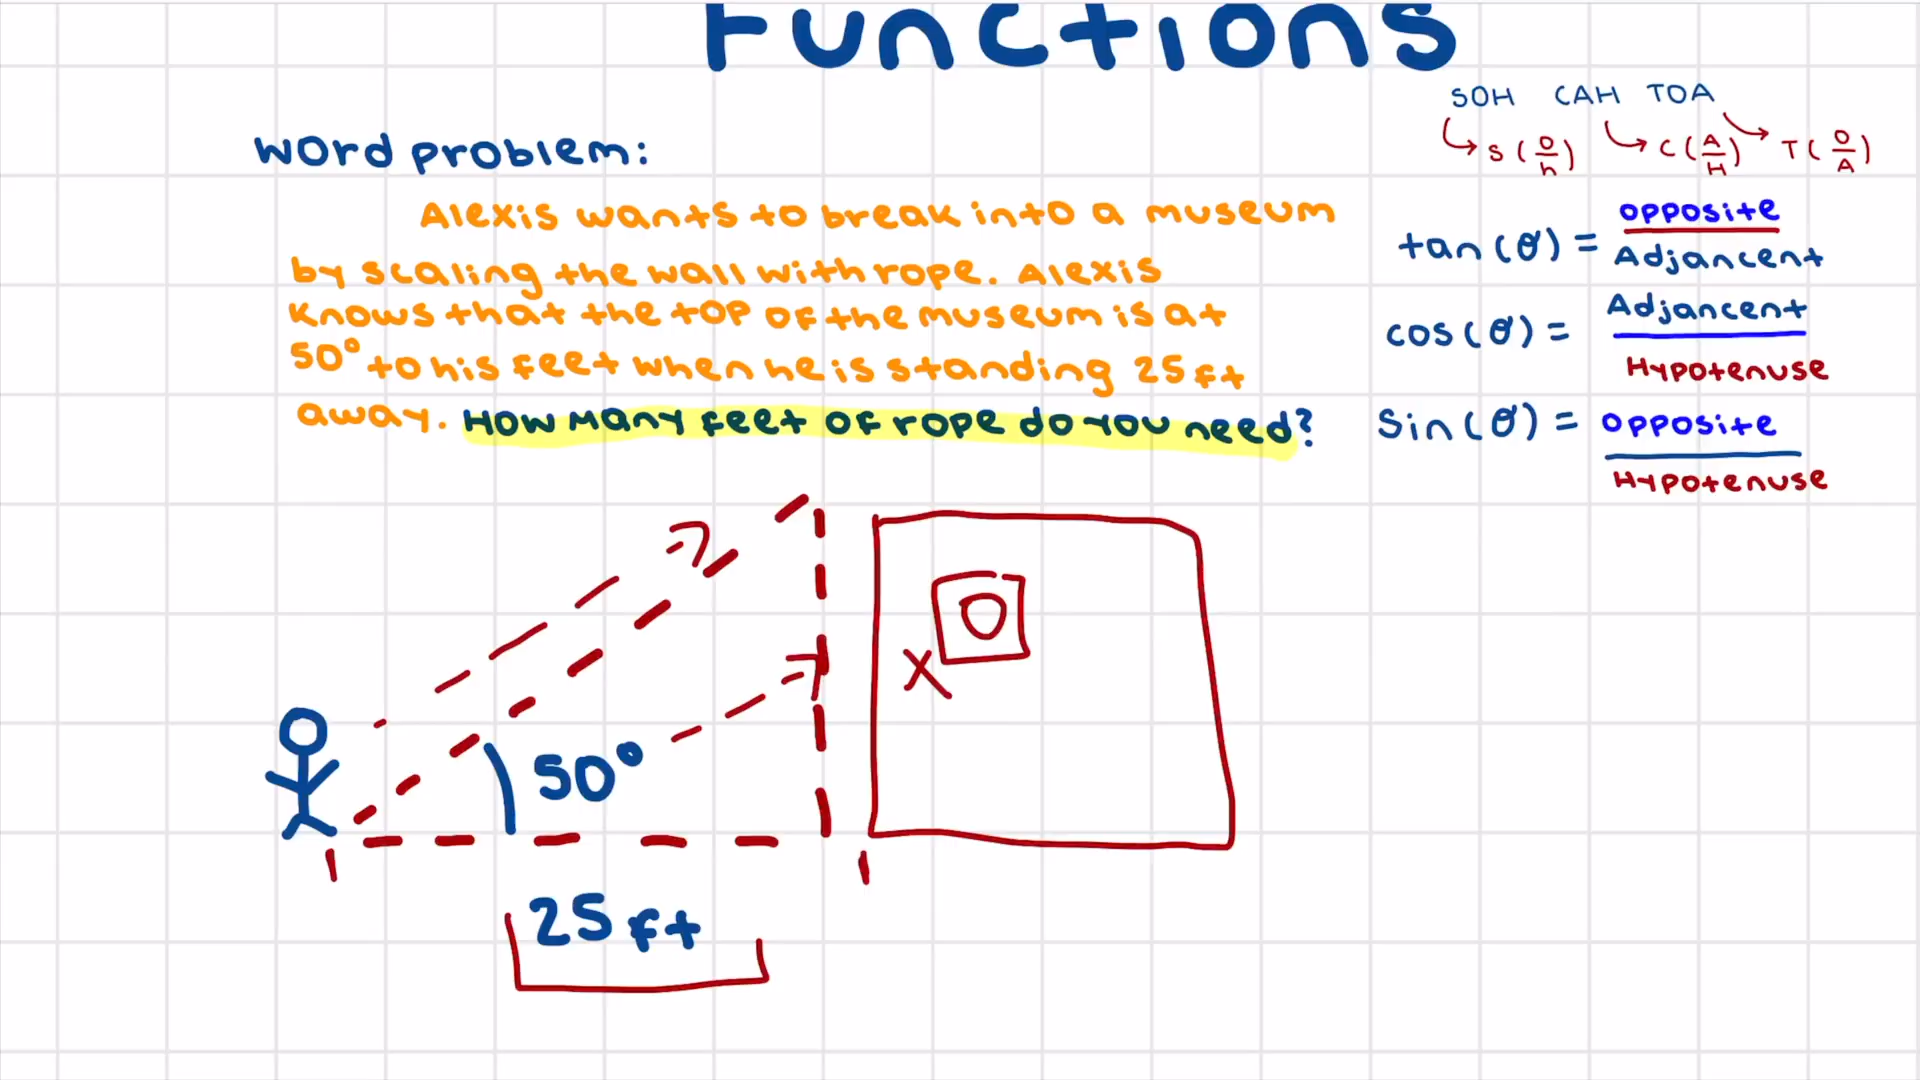 Functions
SOH CAH TOA
S(O/h) C(A/H) T(O/A)
word problem:
Alexis wants to break into a museum
by scaling the wall with rope. Alexis
knows that the top of the museum is at
50° to his feet when he is standing 25ft
away. How many feet of rope do you need?
tan(θ) = opposite
Adjancent
cos(θ) = Adjancent
Hypotenuse
sin(θ) = opposite
Hypotenuse
X
50°
25 ft